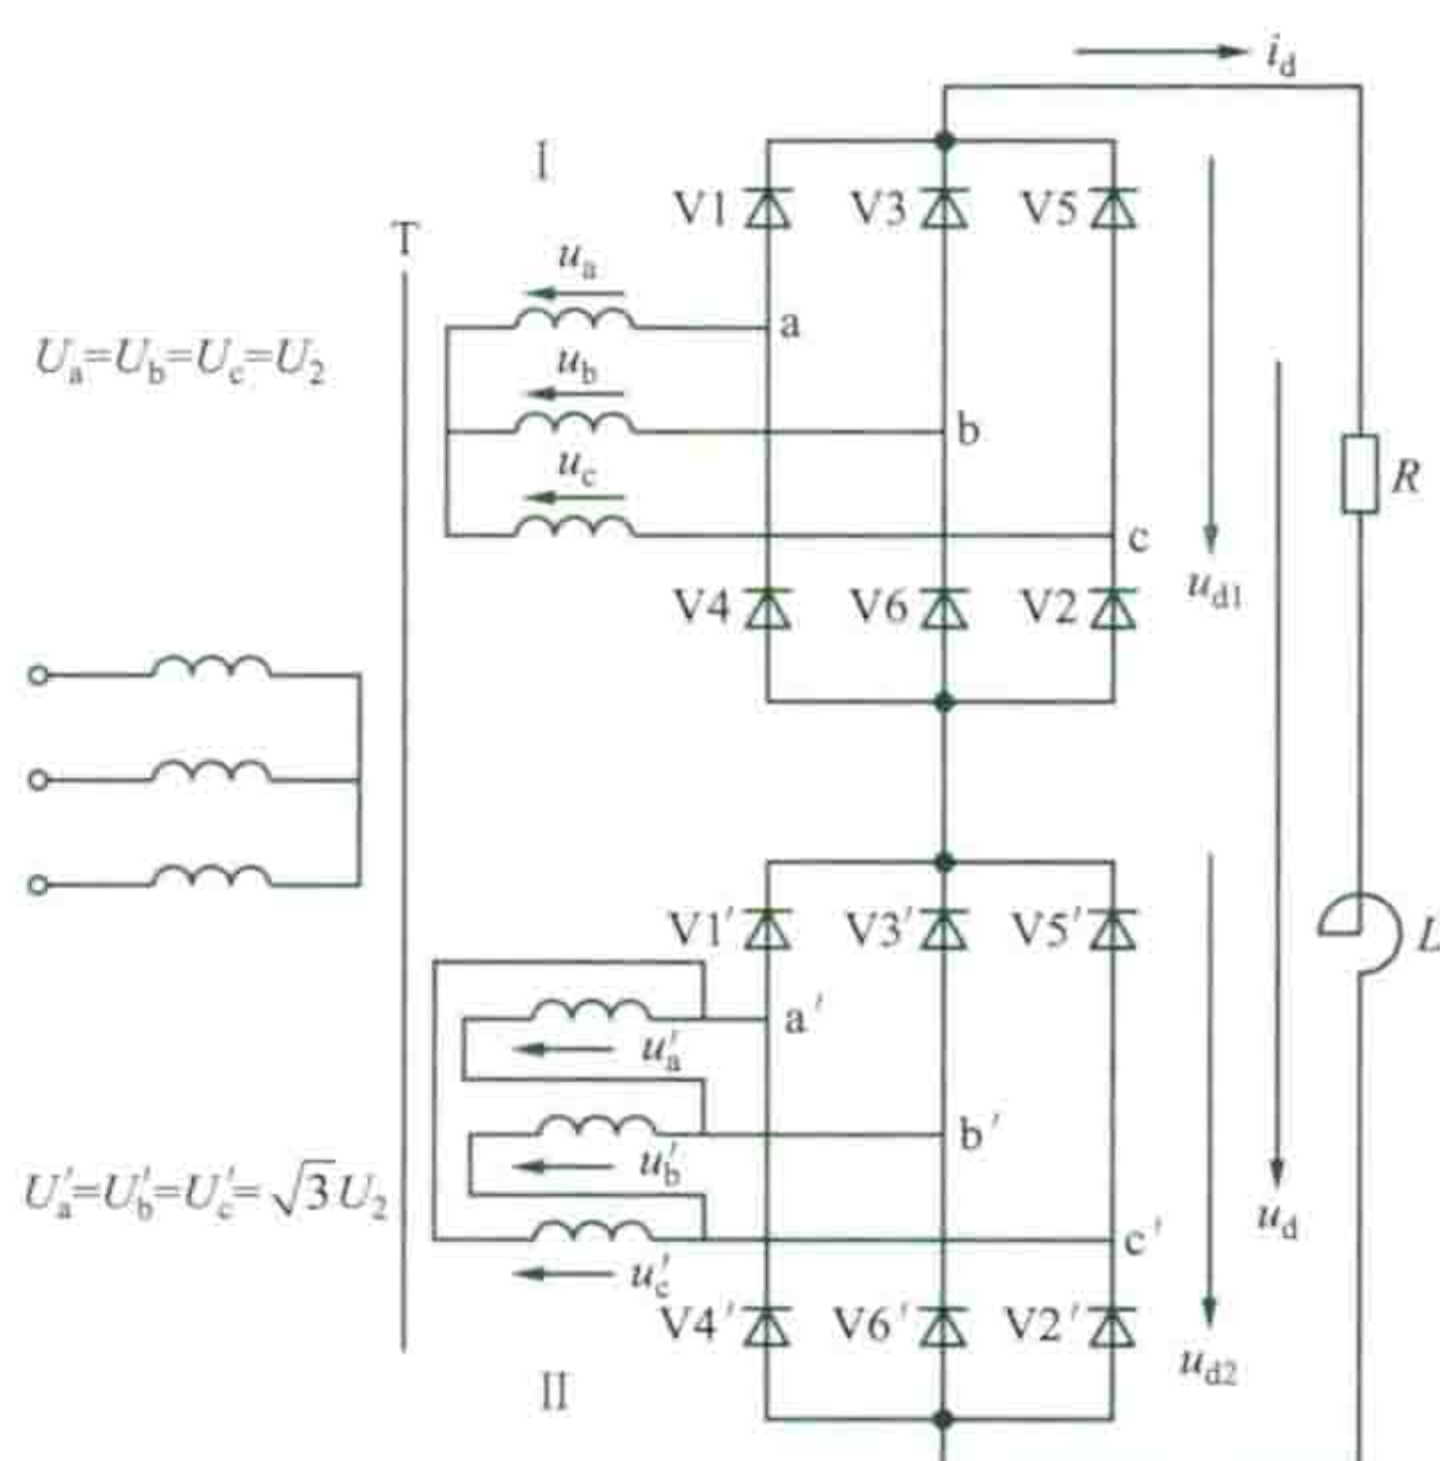 i_d
I
V1 V3 V5
T
u_a
a
U_a=U_b=U_c=U_2
u_b
b
u_c
R
c
u_d1
V4 V6 V2
V1′ V3′ V5′
L
a′
u′_a
b′
u′_b
U′_a=U′_b=U′_c=√3U_2
u_d
c′
u′_c
V4′ V6′ V2′
u_d2
II